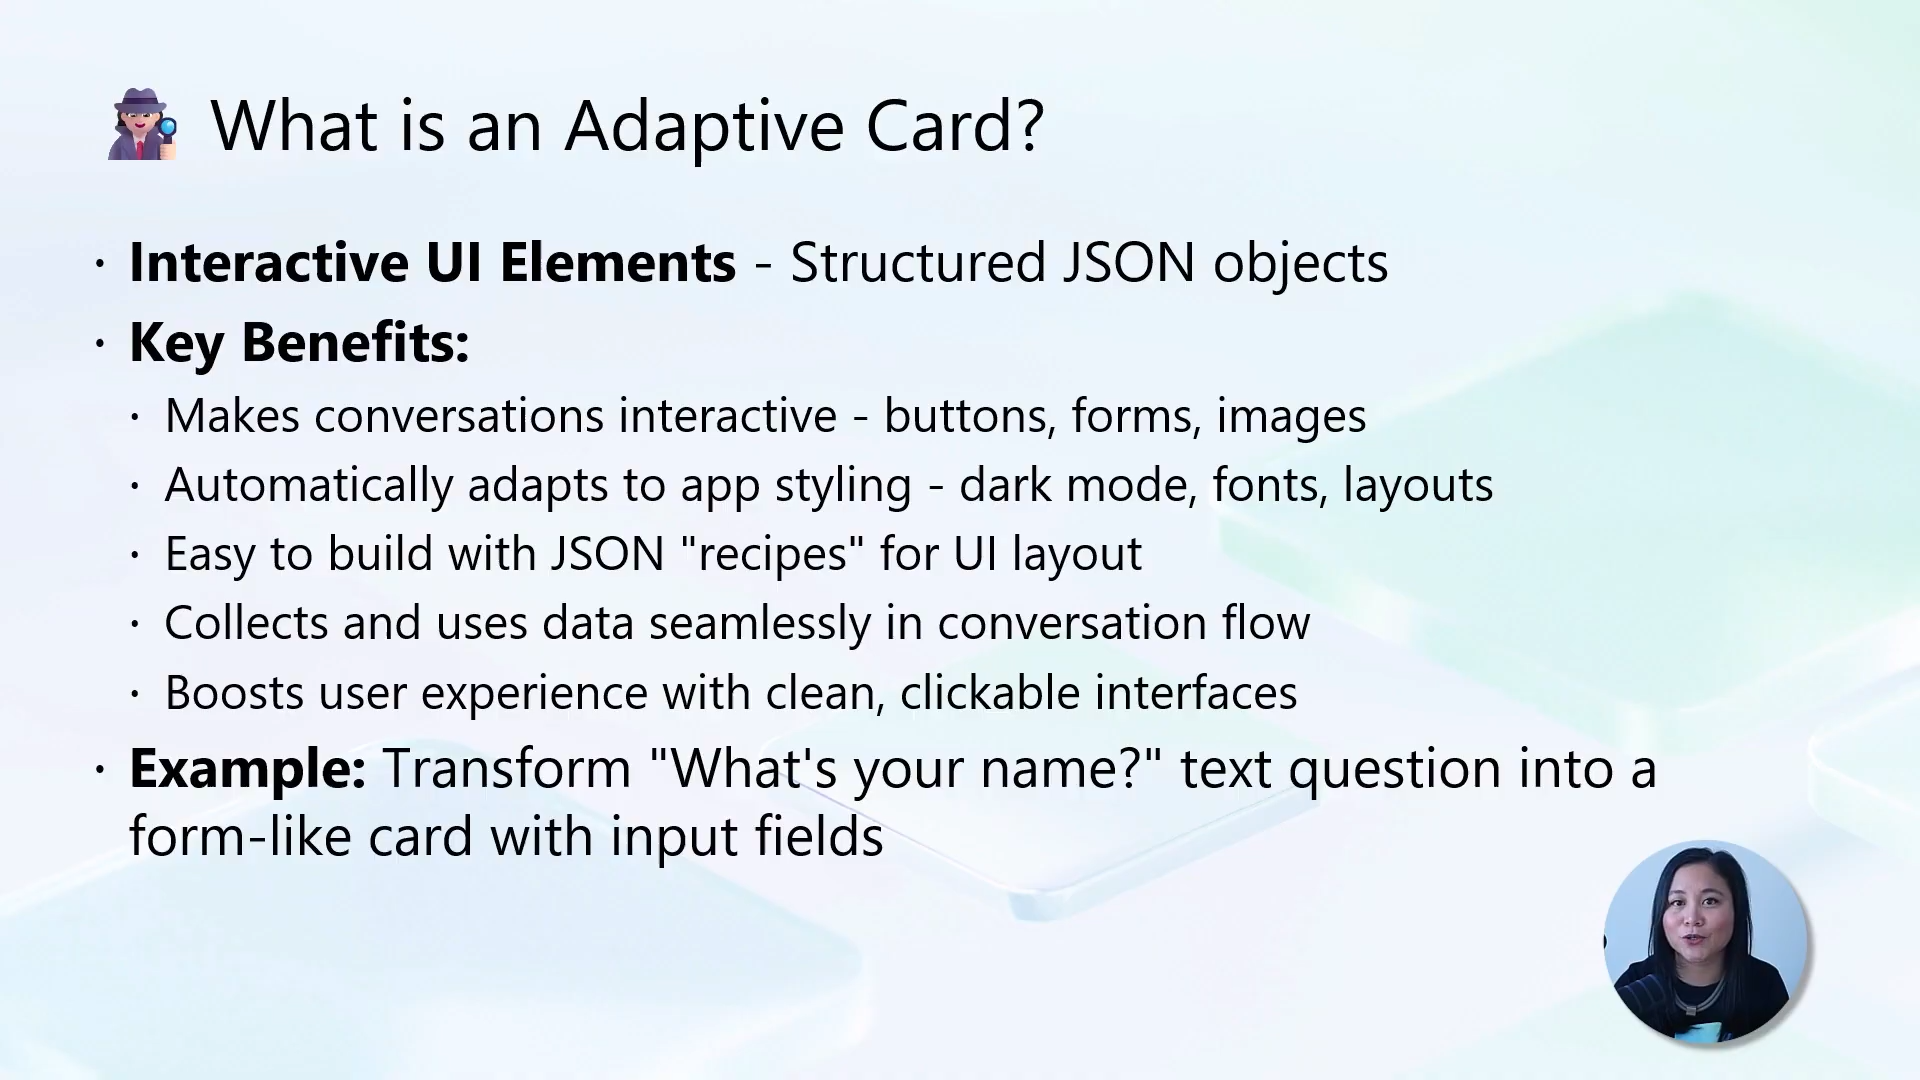 What is an Adaptive Card?
· Interactive UI Elements - Structured JSON objects
· Key Benefits:
· Makes conversations interactive - buttons, forms, images
· Automatically adapts to app styling - dark mode, fonts, layouts
· Easy to build with JSON "recipes" for UI layout
· Collects and uses data seamlessly in conversation flow
· Boosts user experience with clean, clickable interfaces
· Example: Transform "What's your name?" text question into a
form-like card with input fields